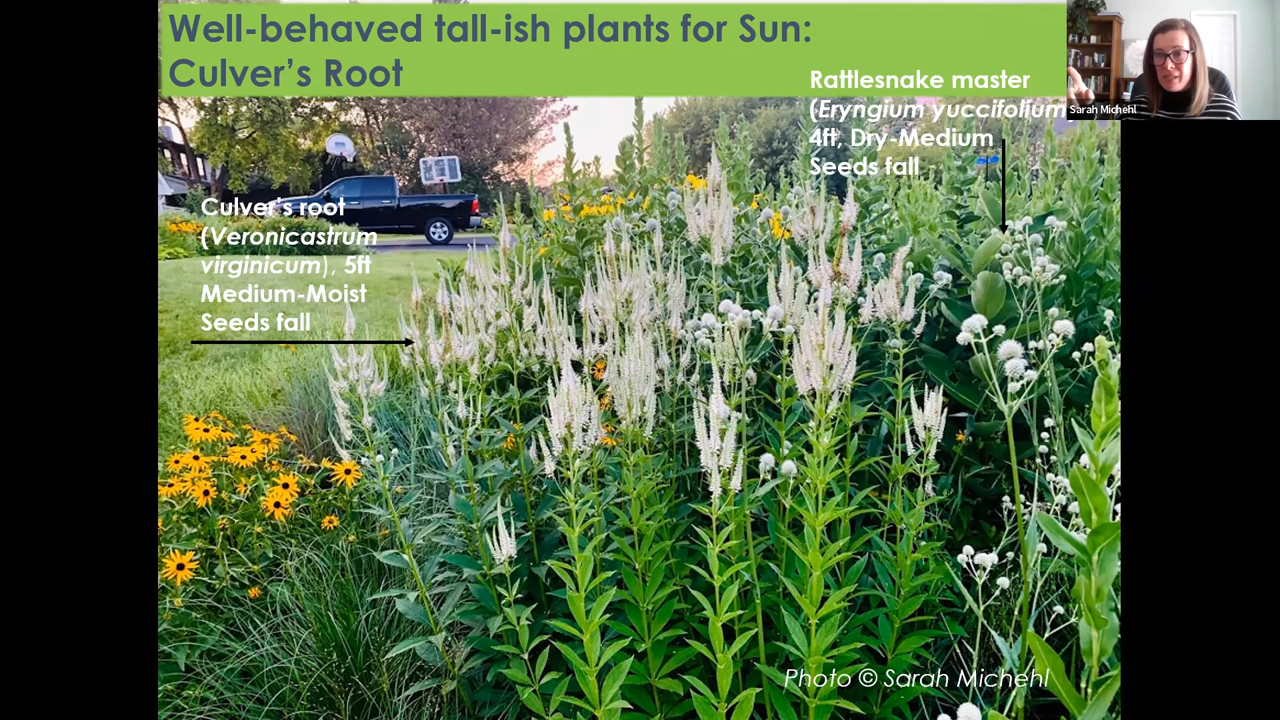 Well-behaved tall-ish plants for Sun:
Culver's Root
Rattlesnake master
(Eryngium yuccifolium
4ft, Dry-Medium
Seeds fall
Sarah Michehl
Culver's root
(Veronicastrum
virginicum), 5ft
Medium-Moist
Seeds fall
Photo © Sarah Michehl